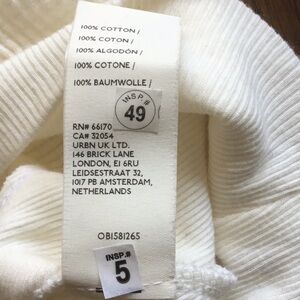 100% COTTON /
100% COTON /
100% ALGODÓN /
100% COTONE /
100% BAUMWOLLE /
INSP.#
49
RN# 66170
CA# 32054
URBN UK LTD.
146 BRICK LANE
LONDON, E1 6RU
LEIDSESTRAAT 32,
1017 PB AMSTERDAM,
NETHERLANDS
OB1581265
INSP.#
5